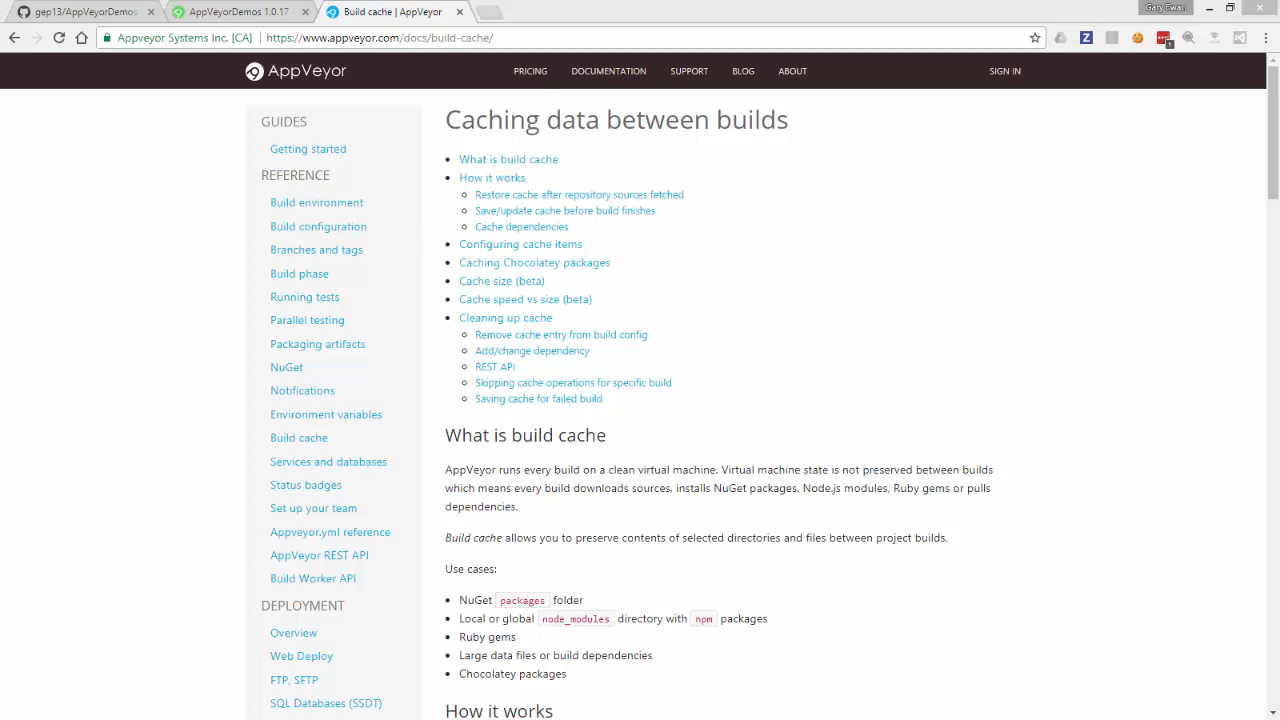 gep13/AppVeyorDemos
AppVeyorDemos 1.0.17 -
Build cache | AppVeyor
Gary Ewan
Appveyor Systems Inc. [CA]
https://www.appveyor.com/docs/build-cache/
1
AppVeyor
PRICING
DOCUMENTATION
SUPPORT
BLOG
ABOUT
SIGN IN
GUIDES
Getting started
REFERENCE
Build environment
Build configuration
Branches and tags
Build phase
Running tests
Parallel testing
Packaging artifacts
NuGet
Notifications
Environment variables
Build cache
Services and databases
Status badges
Set up your team
Appveyor.yml reference
AppVeyor REST API
Build Worker API
DEPLOYMENT
Overview
Web Deploy
FTP, SFTP
SQL Databases (SSDT)
Caching data between builds
What is build cache
How it works
Restore cache after repository sources fetched
Save/update cache before build finishes
Cache dependencies
Configuring cache items
Caching Chocolatey packages
Cache size (beta)
Cache speed vs size (beta)
Cleaning up cache
Remove cache entry from build config
Add/change dependency
REST API
Skipping cache operations for specific build
Saving cache for failed build
What is build cache
AppVeyor runs every build on a clean virtual machine. Virtual machine state is not preserved between builds
which means every build downloads sources, installs NuGet packages, Node.js modules, Ruby gems or pulls
dependencies.
Build cache allows you to preserve contents of selected directories and files between project builds.
Use cases:
NuGet packages folder
Local or global node_modules directory with npm packages
Ruby gems
Large data files or build dependencies
Chocolatey packages
How it works